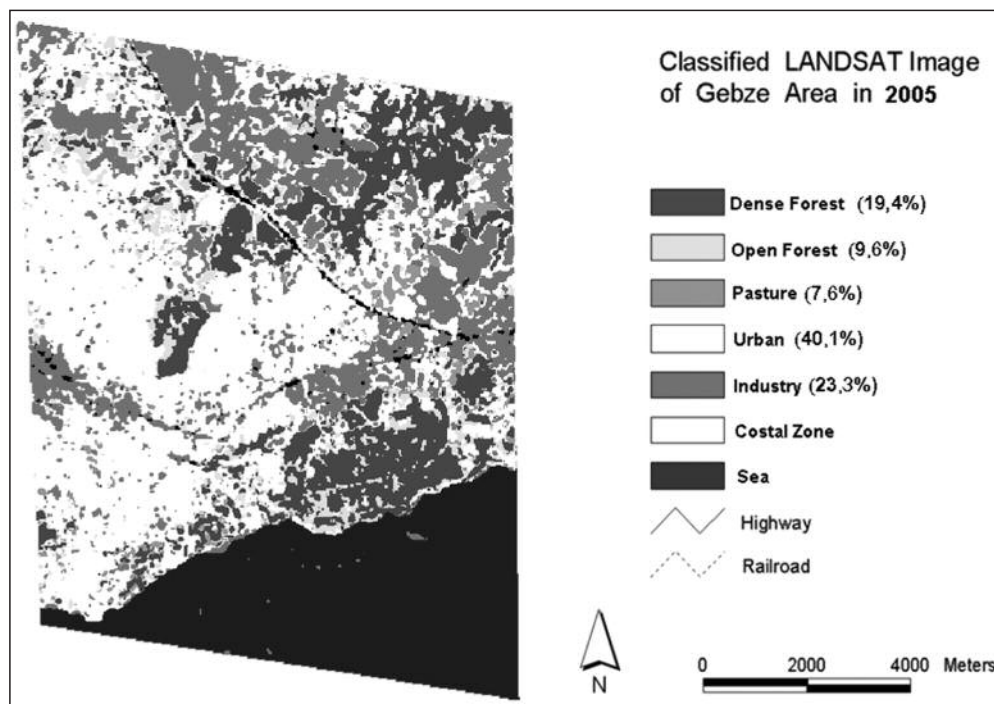 Classified LANDSAT Image
of Gebze Area in 2005
Dense Forest (19,4%)
Open Forest (9,6%)
Pasture (7,6%)
Urban (40,1%)
Industry (23,3%)
Costal Zone
Sea
Highway
Railroad
N
0 2000 4000 Meters